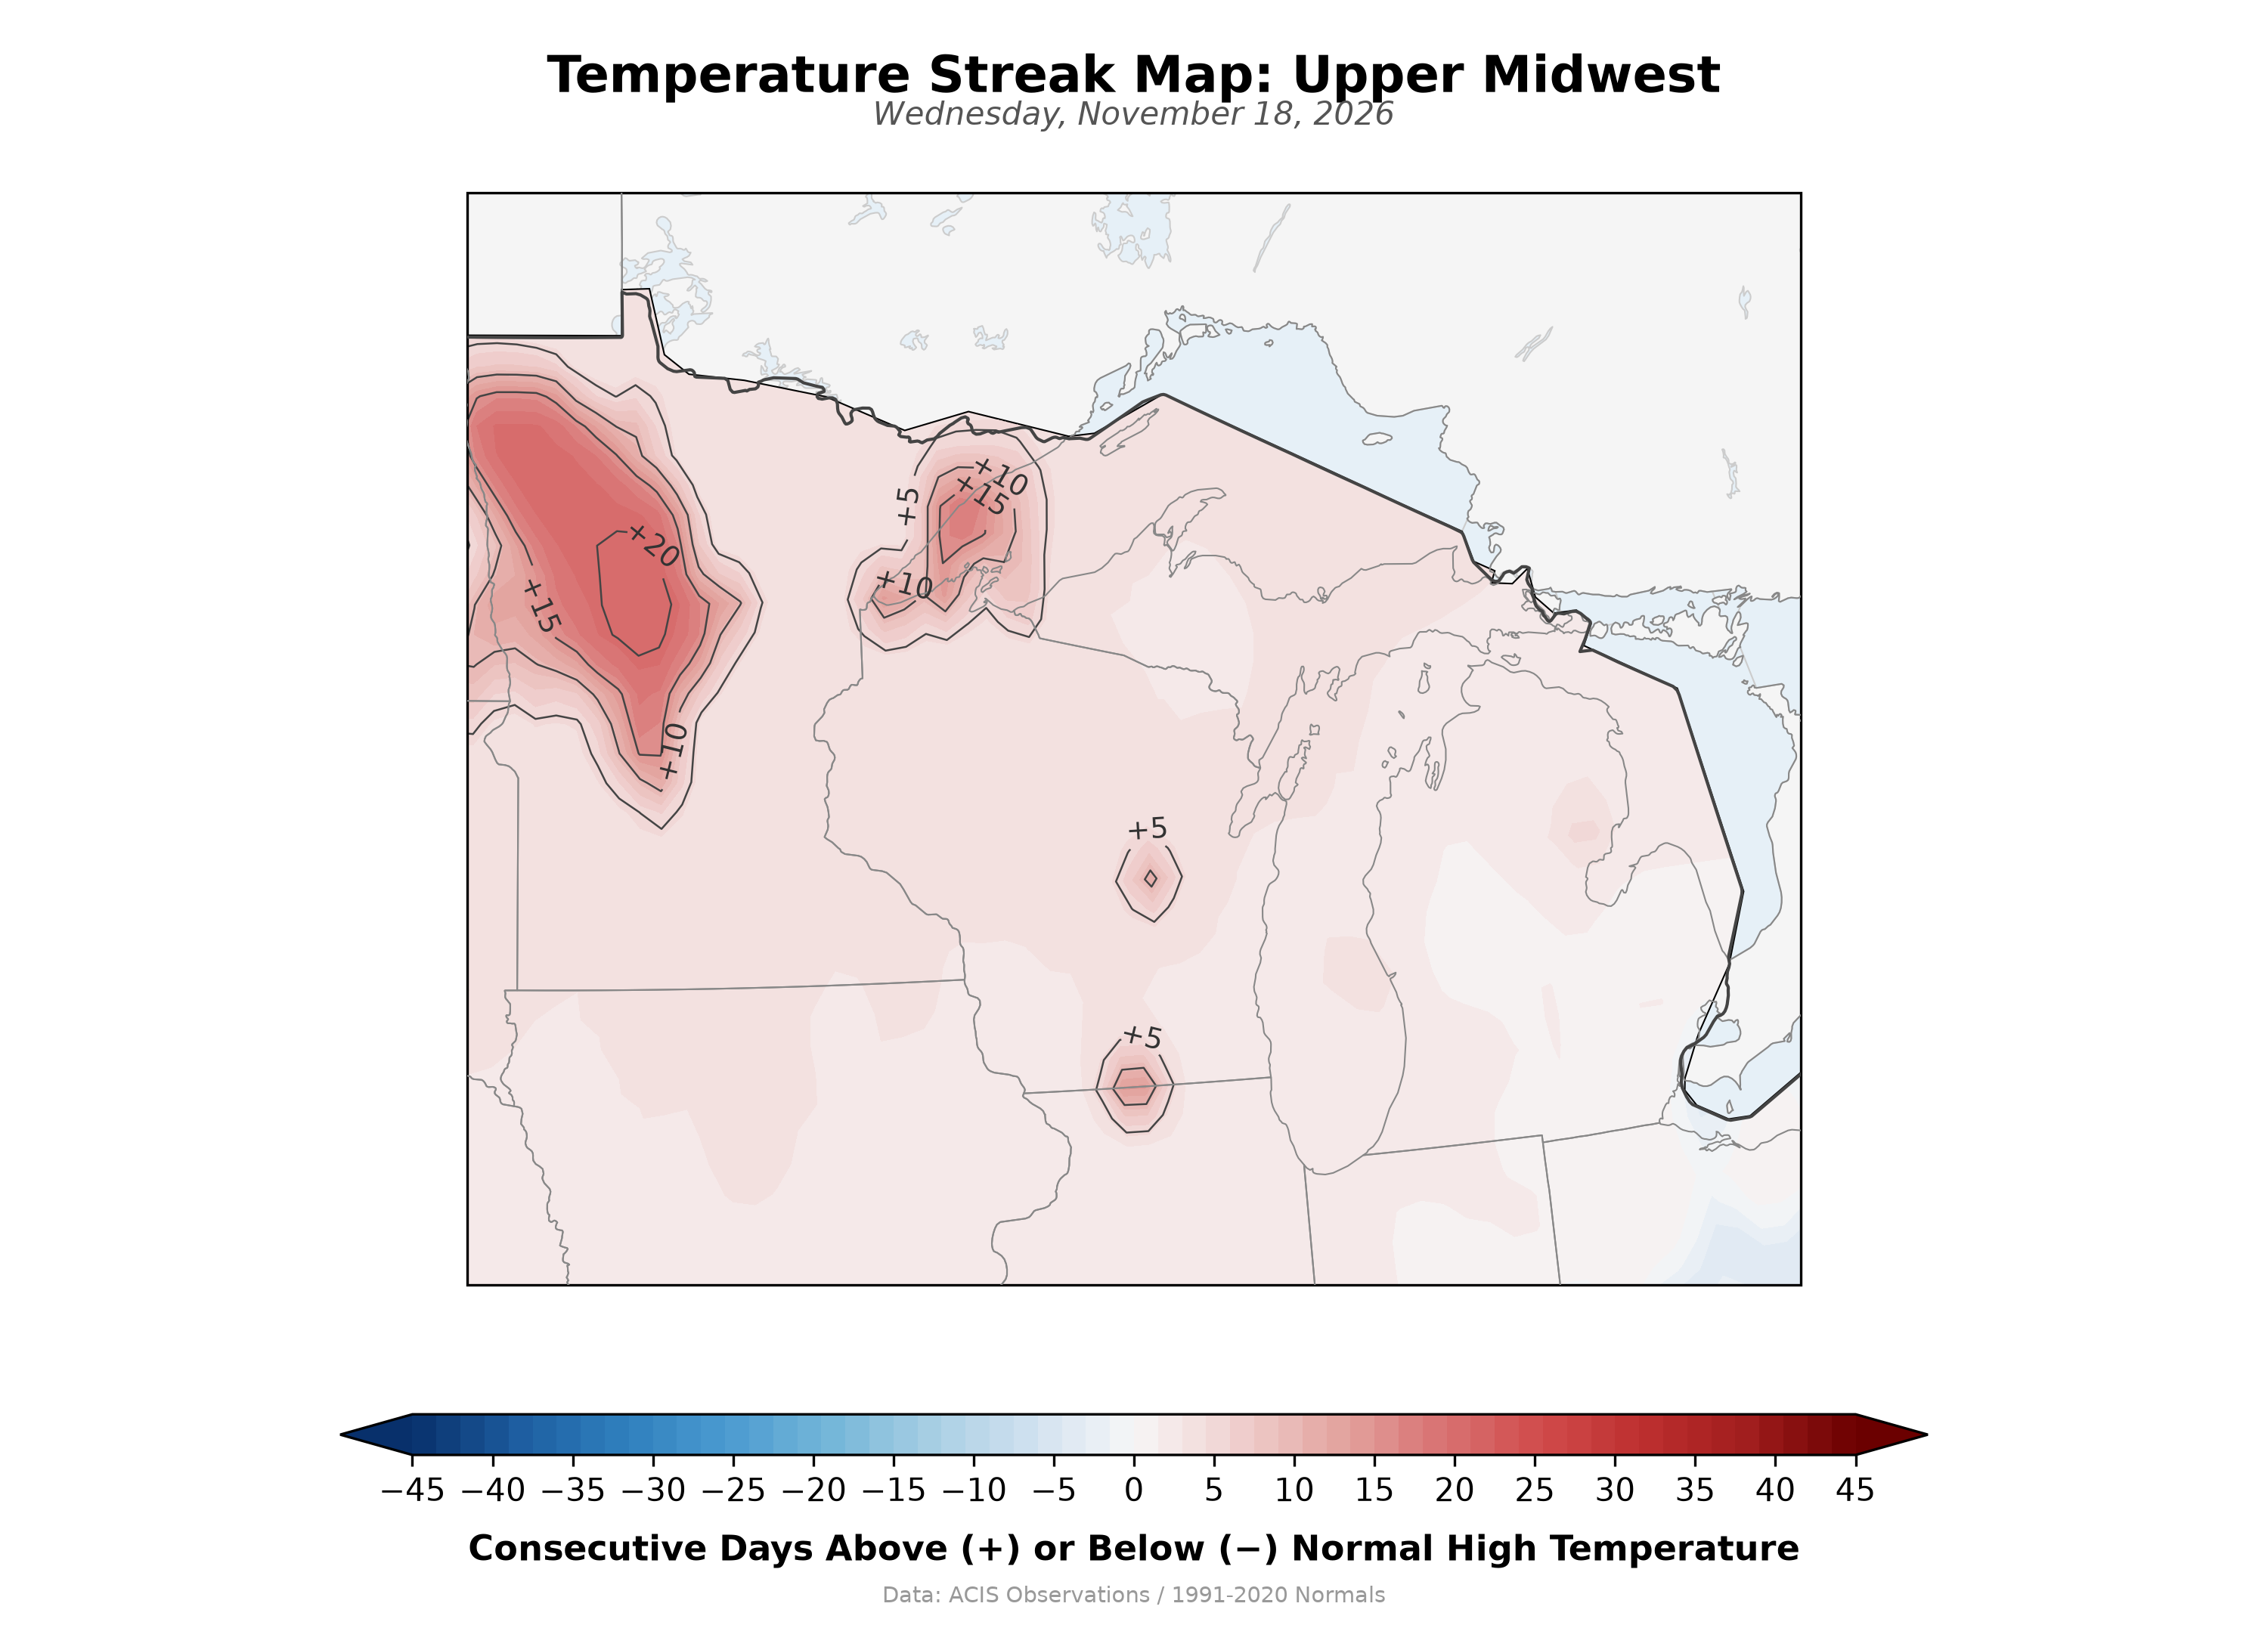 Temperature Streak Map: Upper Midwest
Wednesday, November 18, 2026
+10
+15
+5
+20
+10
+15
+10
+5
+5
−45 −40 −35 −30 −25 −20 −15 −10 −5 0 5 10 15 20 25 30 35 40 45
Consecutive Days Above (+) or Below (−) Normal High Temperature
Data: ACIS Observations / 1991-2020 Normals